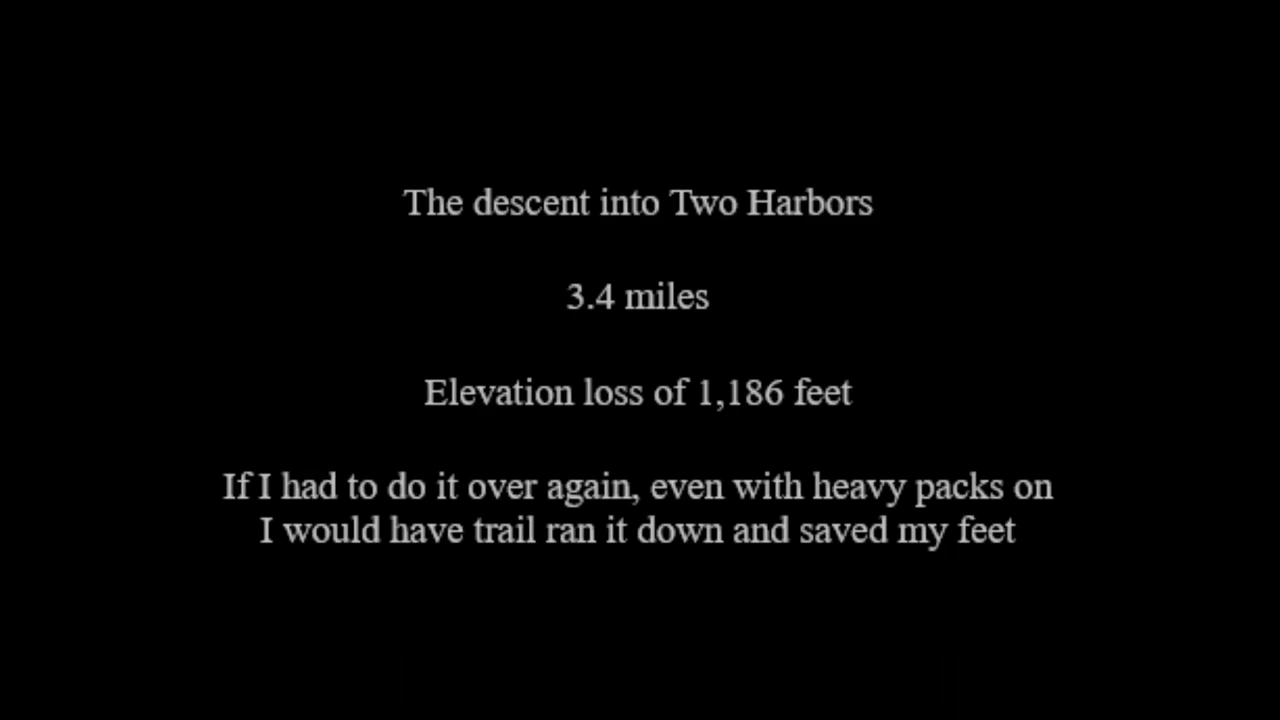 The descent into Two Harbors
3.4 miles
Elevation loss of 1,186 feet
If I had to do it over again, even with heavy packs on
I would have trail ran it down and saved my feet